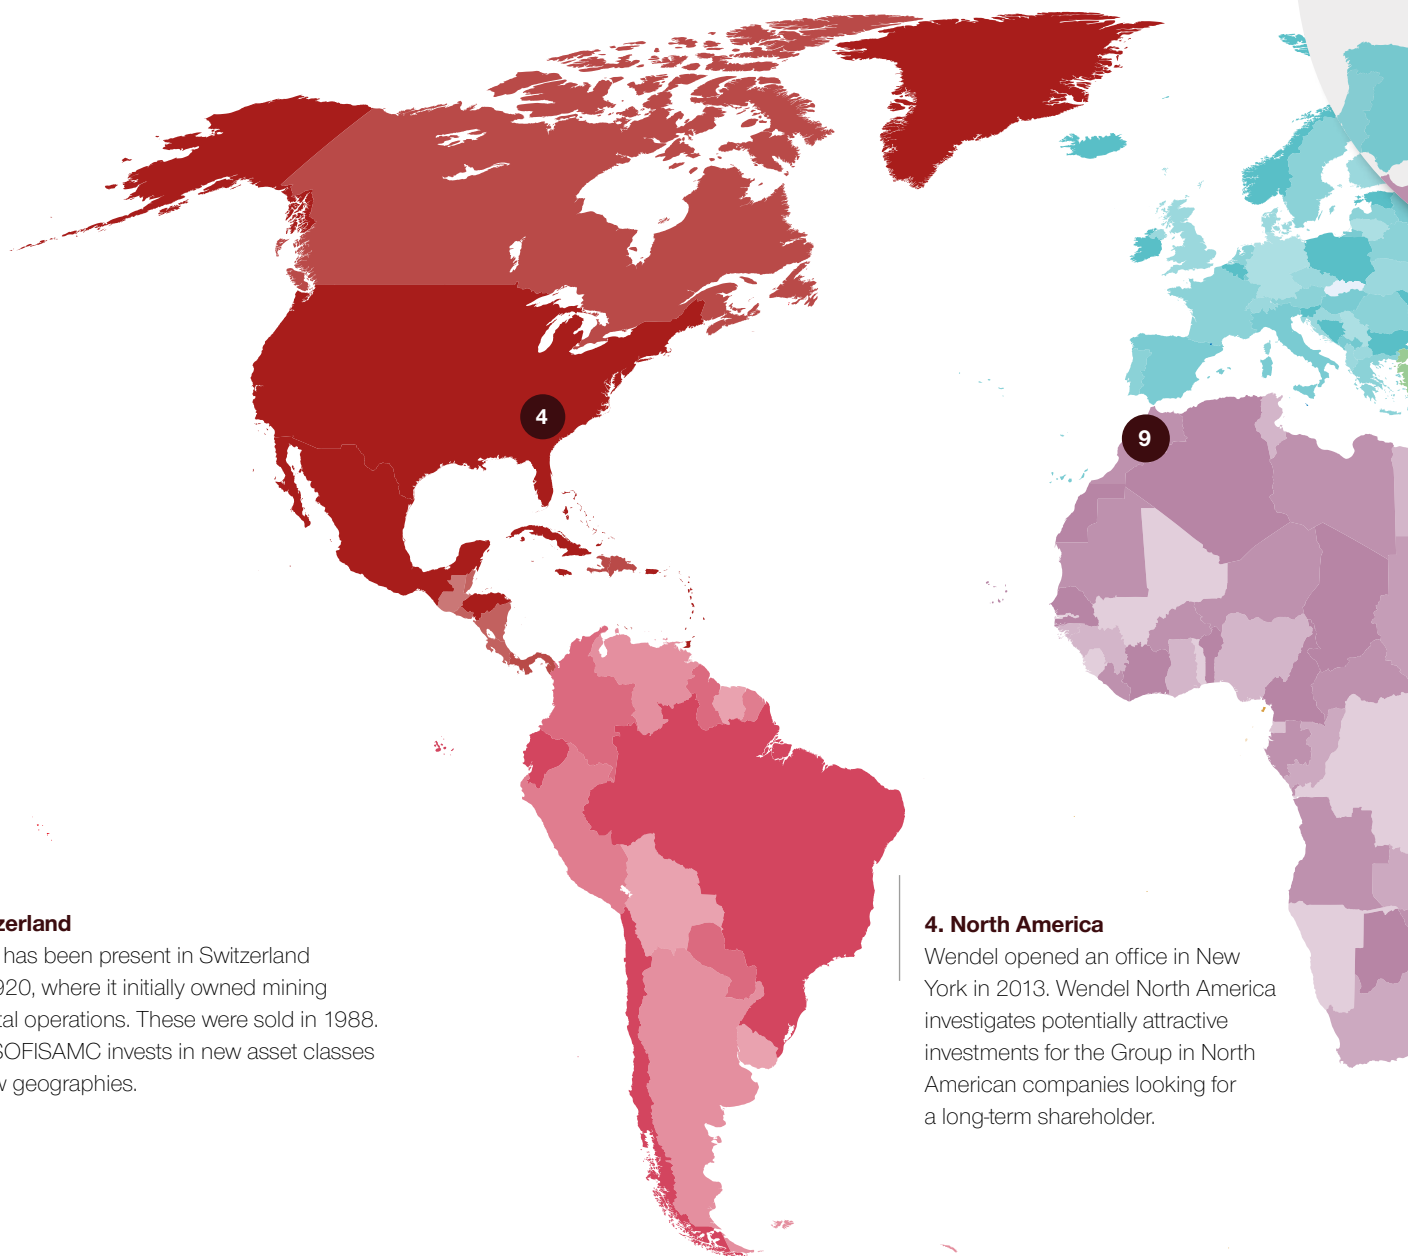 4
9
zerland
has been present in Switzerland
920, where it initially owned mining
tal operations. These were sold in 1988.
SOFISAMC invests in new asset classes
w geographies.
4. North America
Wendel opened an office in New
York in 2013. Wendel North America
investigates potentially attractive
investments for the Group in North
American companies looking for
a long-term shareholder.